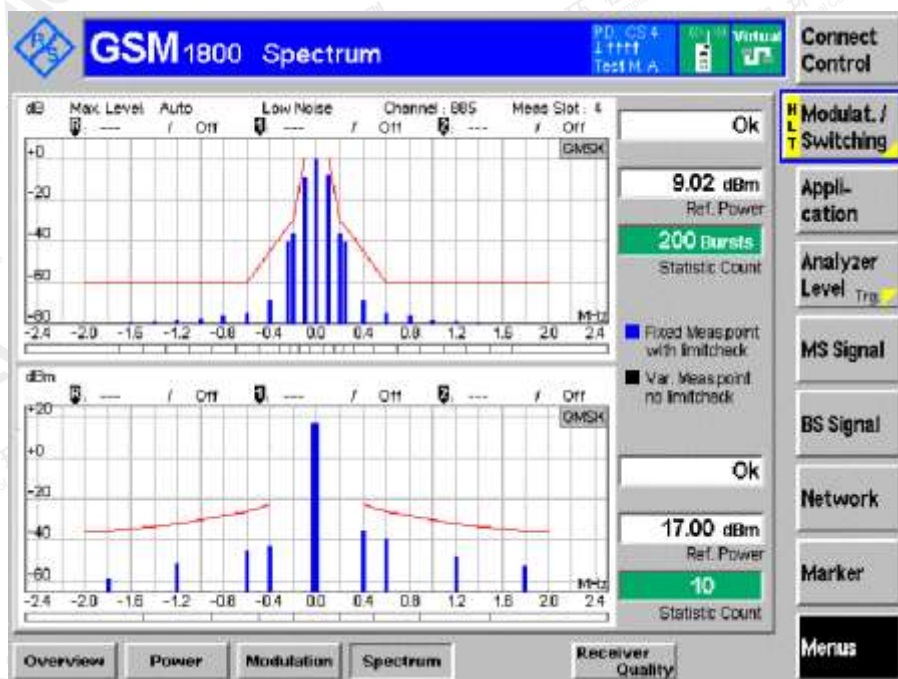 R/S
GSM 1800 Spectrum
PD, CS4
Test M. A.
Virtual
Connect Control
dB Max. Level Auto Low Noise Channel : 885 Meas Slot : 4
--- / Off --- / Off --- / Off
GMSK
+0
-20
-40
-60
-80
MHz
-2.4 -2.0 -1.6 -1.2 -0.8 -0.4 0.0 0.4 0.8 1.2 1.6 2.0 2.4
Ok
9.02 dBm
Ref. Power
200 Bursts
Statistic Count
Fixed Meas point
with limitcheck
Var. Meas point
no limitcheck
dBm
--- / Off --- / Off --- / Off
GMSK
+20
+0
-20
-40
-60
MHz
-2.4 -2.0 -1.6 -1.2 -0.8 -0.4 0.0 0.4 0.8 1.2 1.6 2.0 2.4
Ok
17.00 dBm
Ref. Power
10
Statistic Count
HLT
Modulat. /
Switching
Appli-
cation
Analyzer
Level Trg.
MS Signal
BS Signal
Network
Marker
Menus
Overview Power Modulation Spectrum Receiver
Quality